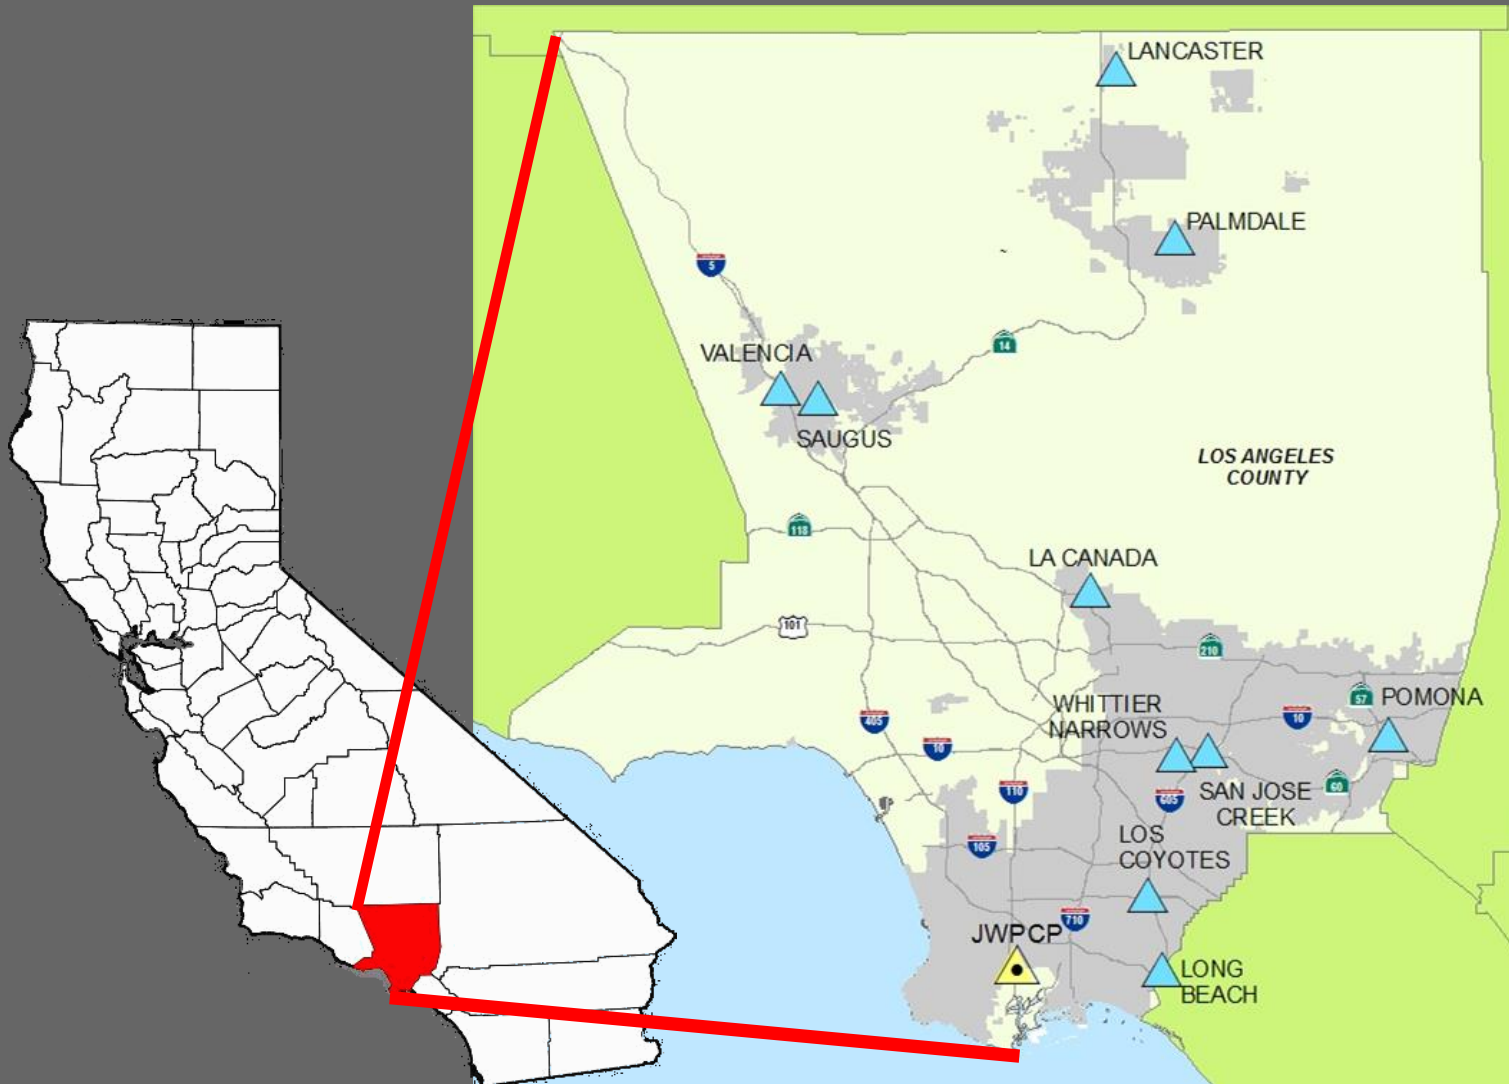 LANCASTER
PALMDALE
5
14
VALENCIA
SAUGUS
LOS ANGELES
COUNTY
118
LA CANADA
101
210
57
POMONA
WHITTIER
NARROWS
405
10
10
110
605
SAN JOSE
CREEK
60
LOS
COYOTES
105
710
JWPCP
LONG
BEACH